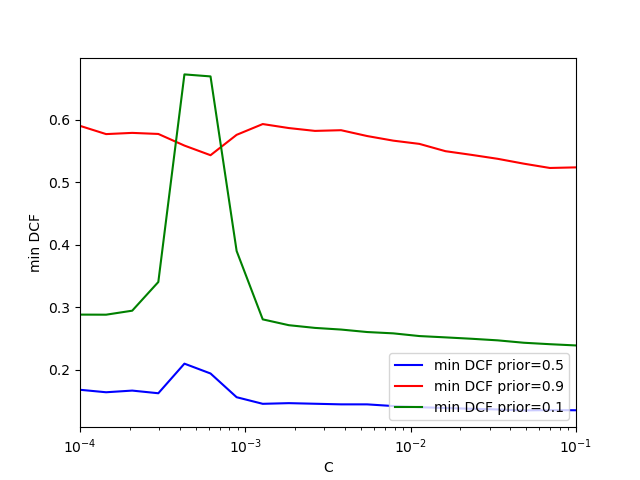 0.6
0.5
0.4
0.3
0.2
min DCF
min DCF prior=0.5
min DCF prior=0.9
min DCF prior=0.1
10⁻⁴
10⁻³
10⁻²
10⁻¹
C